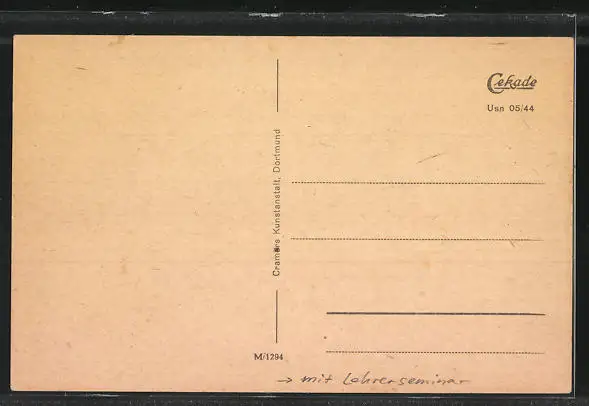 Cekade
Usn 05/44
Cramers Kunstanstalt, Dortmund
M/1294
→ mit Lehrerseminar